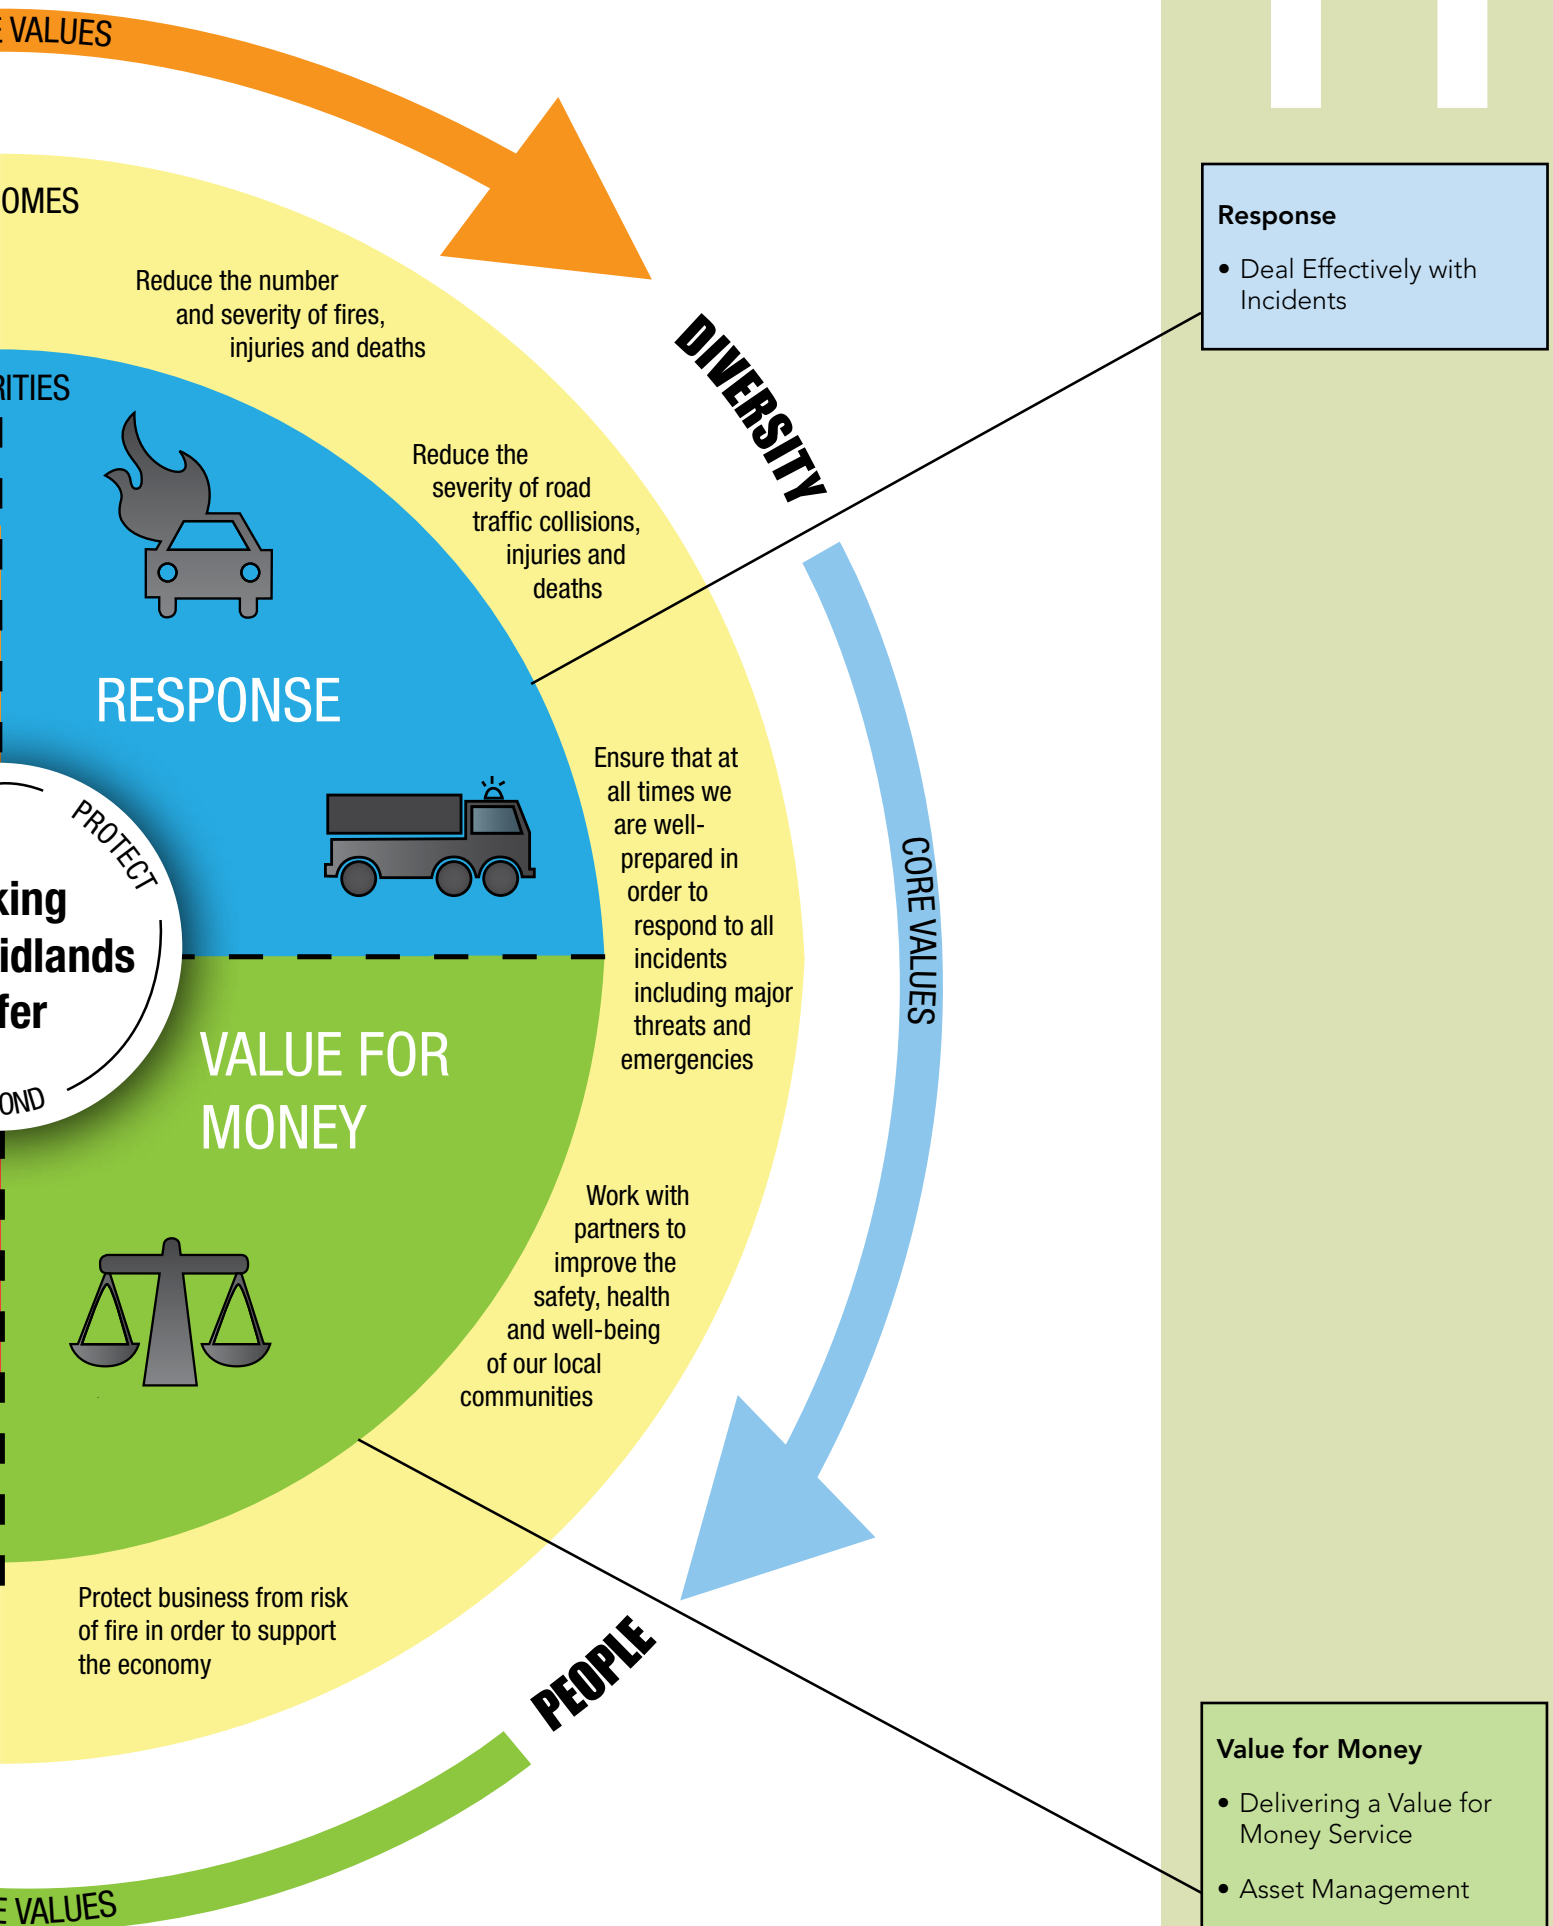 E VALUES
OMES
Reduce the number
and severity of fires,
injuries and deaths
RITIES
Reduce the
severity of road
traffic collisions,
injuries and
deaths
DIVERSITY
Response
• Deal Effectively with
Incidents
RESPONSE
Ensure that at
all times we
are well-
prepared in
order to
respond to all
incidents
including major
threats and
emergencies
CORE VALUES
PROTECT
king
idlands
fer
OND
VALUE FOR
MONEY
Work with
partners to
improve the
safety, health
and well-being
of our local
communities
Protect business from risk
of fire in order to support
the economy
PEOPLE
E VALUES
Value for Money
• Delivering a Value for
Money Service
• Asset Management